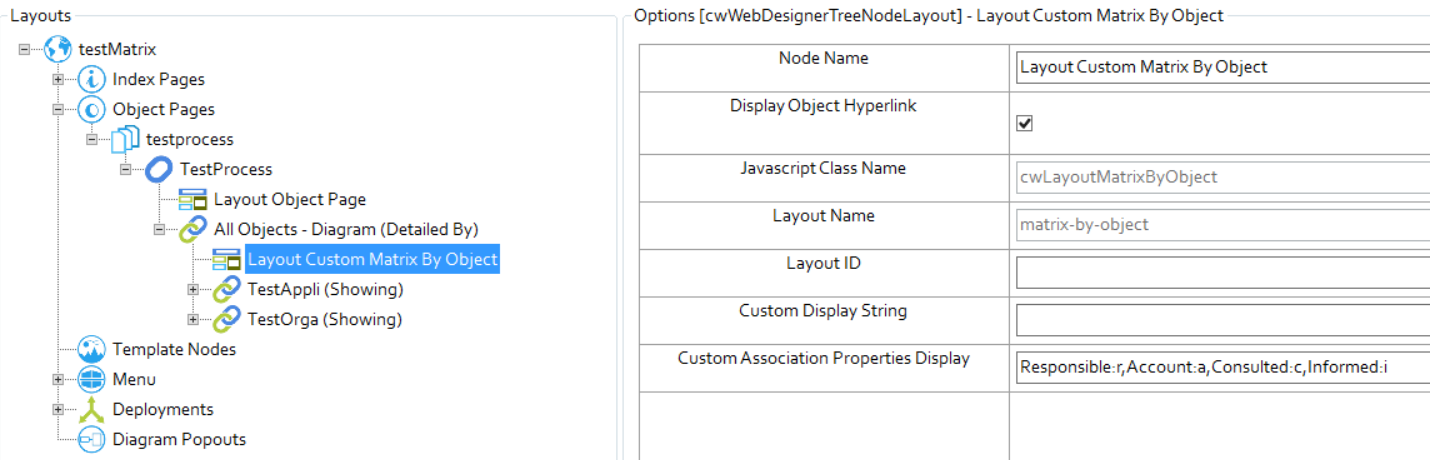 Layouts
testMatrix
Index Pages
Object Pages
testprocess
TestProcess
Layout Object Page
All Objects - Diagram (Detailed By)
Layout Custom Matrix By Object
TestAppli (Showing)
TestOrga (Showing)
Template Nodes
Menu
Deployments
Diagram Popouts
Options [cwWebDesignerTreeNodeLayout] - Layout Custom Matrix By Object
Node Name
Layout Custom Matrix By Object
Display Object Hyperlink
Javascript Class Name
cwLayoutMatrixByObject
Layout Name
matrix-by-object
Layout ID
Custom Display String
Custom Association Properties Display
Responsible:r,Account:a,Consulted:c,Informed:i